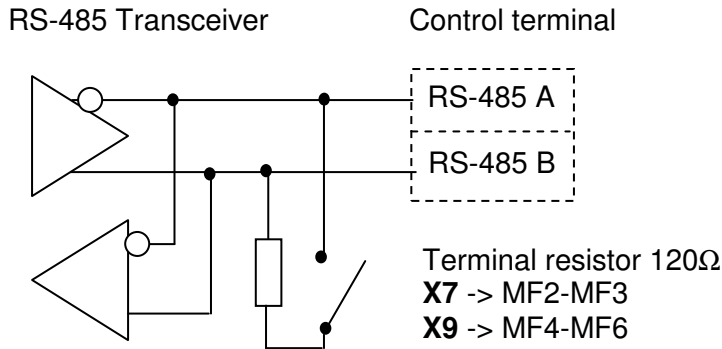 RS-485 Transceiver
Control terminal
RS-485 A
RS-485 B
Terminal resistor 120Ω
X7 -> MF2-MF3
X9 -> MF4-MF6